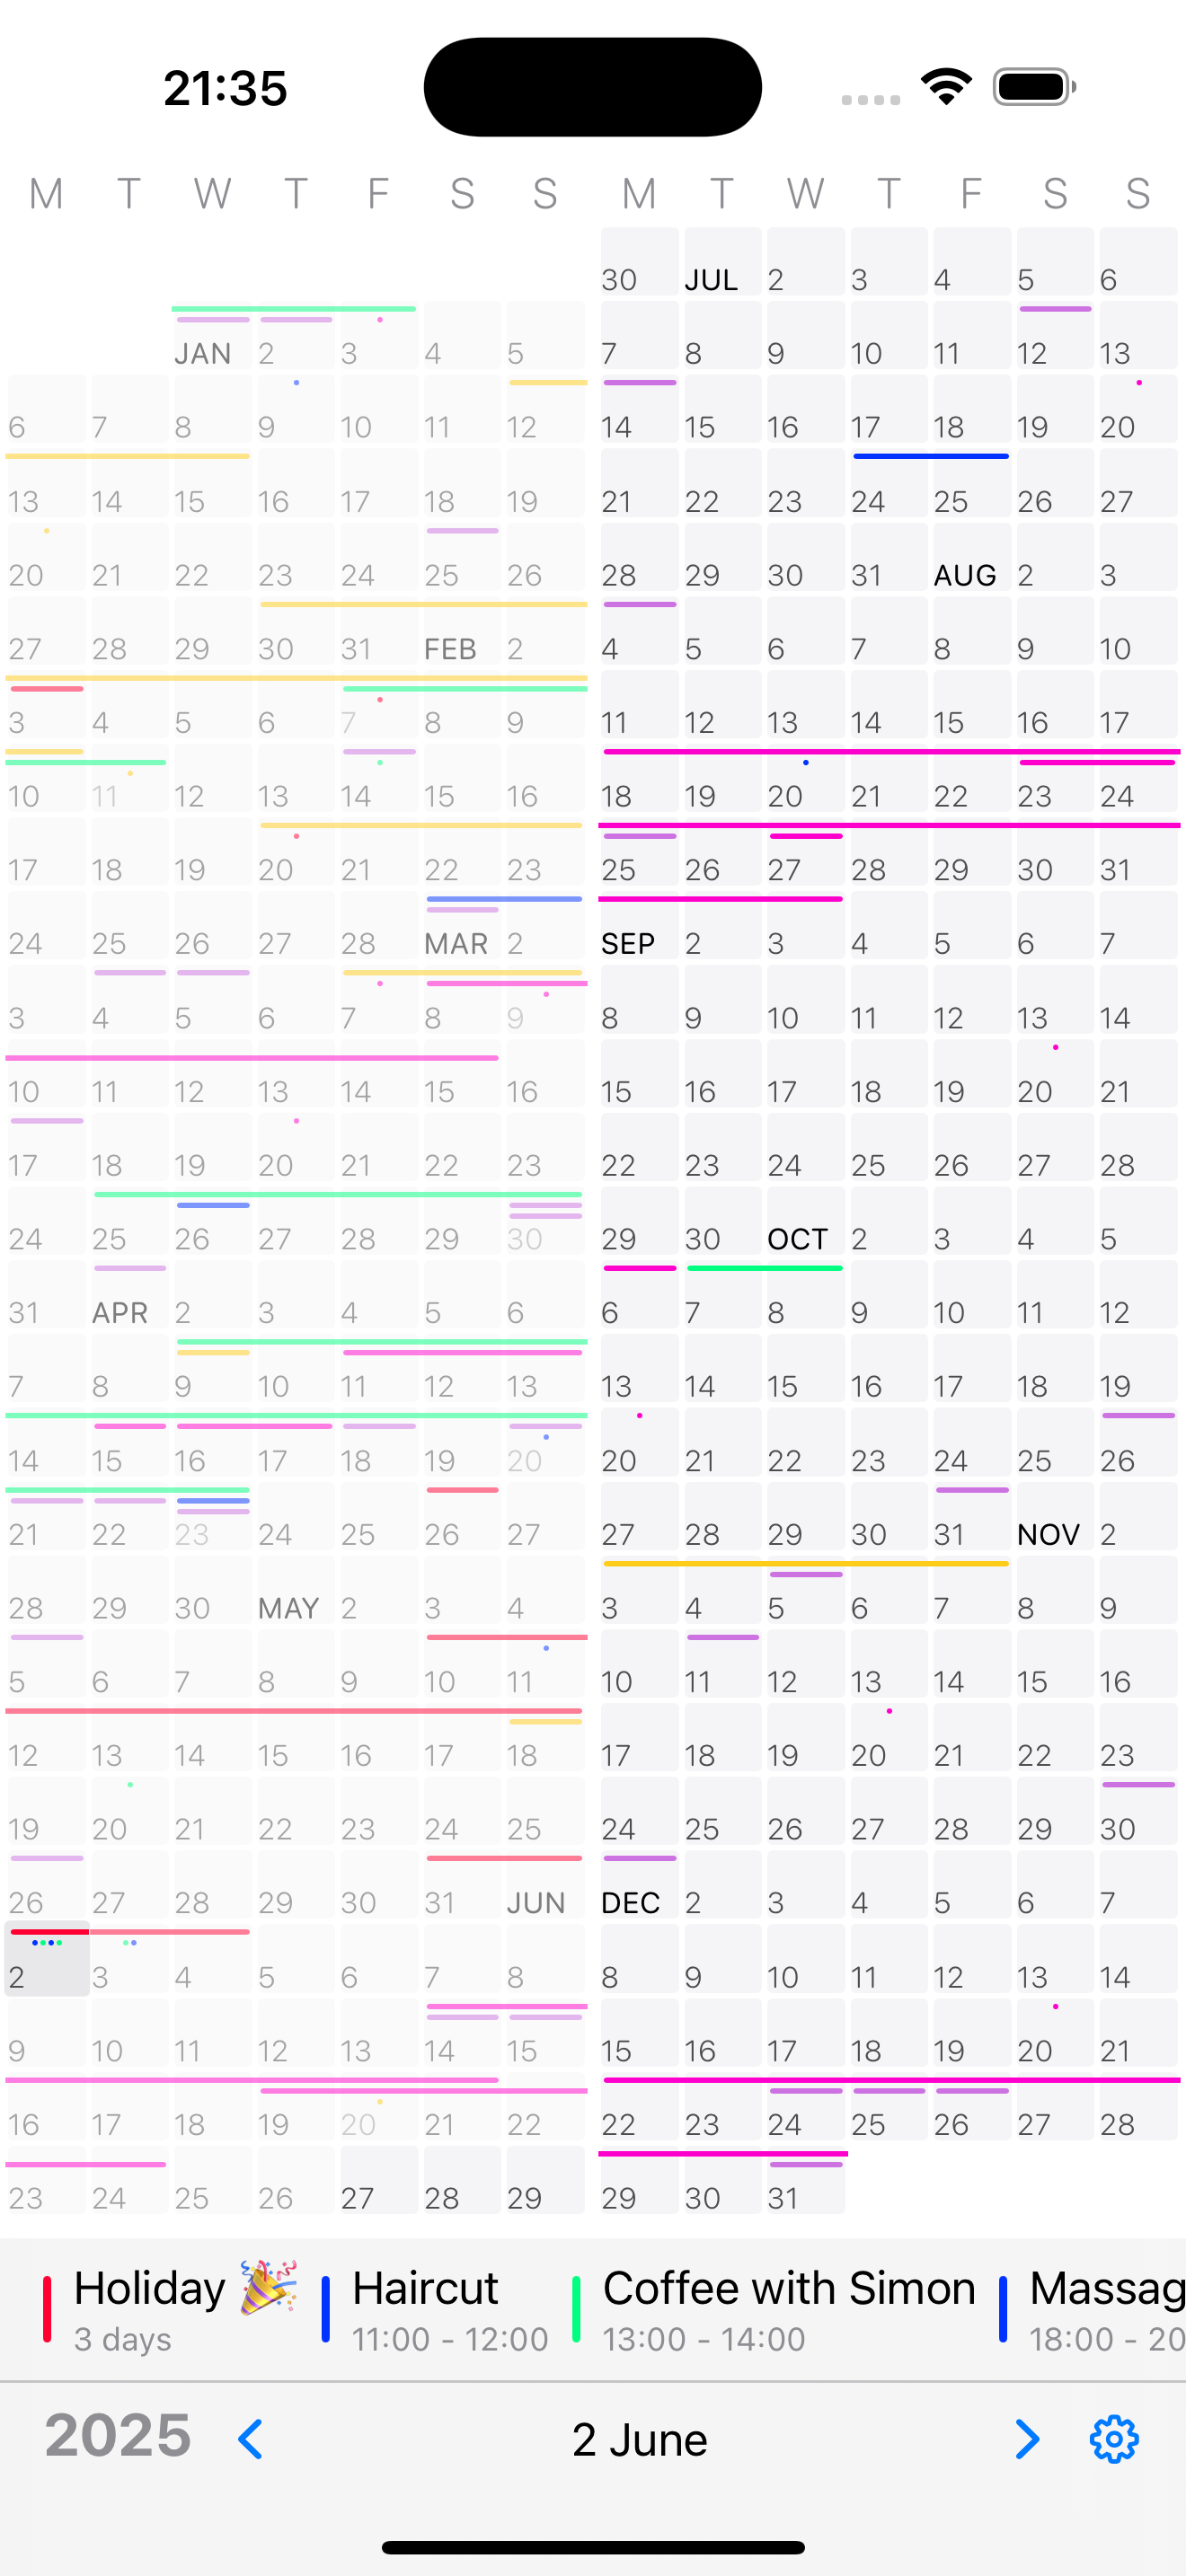 21:35
M T W T F S S M T W T F S S
30 JUL 2 3 4 5 6
JAN 2 3 4 5 7 8 9 10 11 12 13
6 7 8 9 10 11 12 14 15 16 17 18 19 20
13 14 15 16 17 18 19 21 22 23 24 25 26 27
20 21 22 23 24 25 26 28 29 30 31 AUG 2 3
27 28 29 30 31 FEB 2 4 5 6 7 8 9 10
3 4 5 6 7 8 9 11 12 13 14 15 16 17
10 11 12 13 14 15 16 18 19 20 21 22 23 24
17 18 19 20 21 22 23 25 26 27 28 29 30 31
24 25 26 27 28 MAR 2 SEP 2 3 4 5 6 7
3 4 5 6 7 8 9 8 9 10 11 12 13 14
10 11 12 13 14 15 16 15 16 17 18 19 20 21
17 18 19 20 21 22 23 22 23 24 25 26 27 28
24 25 26 27 28 29 30 29 30 OCT 2 3 4 5
31 APR 2 3 4 5 6 6 7 8 9 10 11 12
7 8 9 10 11 12 13 13 14 15 16 17 18 19
14 15 16 17 18 19 20 20 21 22 23 24 25 26
21 22 23 24 25 26 27 27 28 29 30 31 NOV 2
28 29 30 MAY 2 3 4 3 4 5 6 7 8 9
5 6 7 8 9 10 11 10 11 12 13 14 15 16
12 13 14 15 16 17 18 17 18 19 20 21 22 23
19 20 21 22 23 24 25 24 25 26 27 28 29 30
26 27 28 29 30 31 JUN DEC 2 3 4 5 6 7
2 3 4 5 6 7 8 8 9 10 11 12 13 14
9 10 11 12 13 14 15 15 16 17 18 19 20 21
16 17 18 19 20 21 22 22 23 24 25 26 27 28
23 24 25 26 27 28 29 29 30 31
Holiday 🎉 Haircut Coffee with Simon Massag
3 days 11:00 - 12:00 13:00 - 14:00 18:00 - 20
2025 2 June